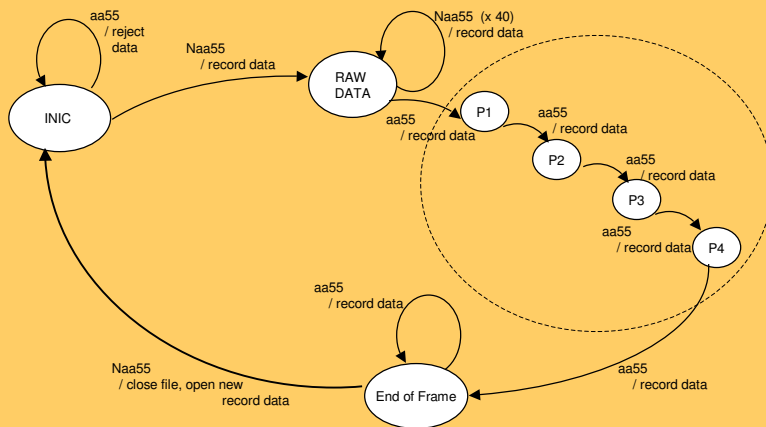 aa55
/ reject
data
Naa55
/ record data
Naa55 (x 40)
/ record data
INIC
RAW
DATA
aa55
/ record data
P1
aa55
/ record data
P2
aa55
/ record data
P3
aa55
/ record data
P4
aa55
/ record data
End of Frame
aa55
/ record data
Naa55
/ close file, open new
record data